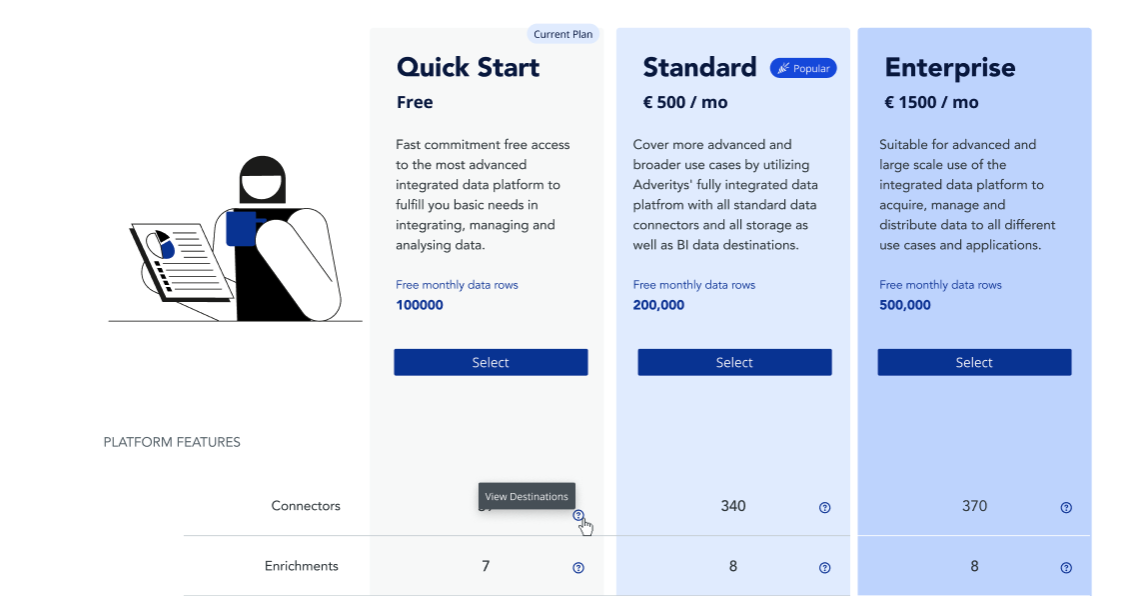 Current Plan
Quick Start
Free
Fast commitment free access
to the most advanced
integrated data platform to
fulfill you basic needs in
integrating, managing and
analysing data.
Free monthly data rows
100000
Select
Standard
Popular
€ 500 / mo
Cover more advanced and
broader use cases by utilizing
Adveritys' fully integrated data
platfrom with all standard data
connectors and all storage as
well as BI data destinations.
Free monthly data rows
200,000
Select
Enterprise
€ 1500 / mo
Suitable for advanced and
large scale use of the
integrated data platform to
acquire, manage and
distribute data to all different
use cases and applications.
Free monthly data rows
500,000
Select
PLATFORM FEATURES
View Destinations
Connectors ? 340 ? 370 ?
Enrichments 7 ? 8 ? 8 ?